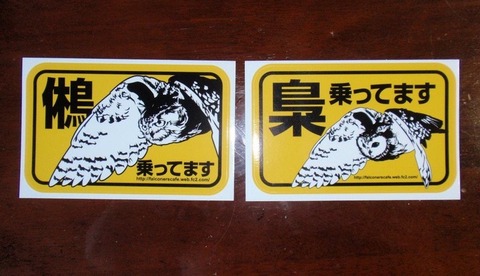 鵂
乗ってます
http://falconerscafe.web.fc2.com/
梟
乗ってます
http://falconerscafe.web.fc2.com/